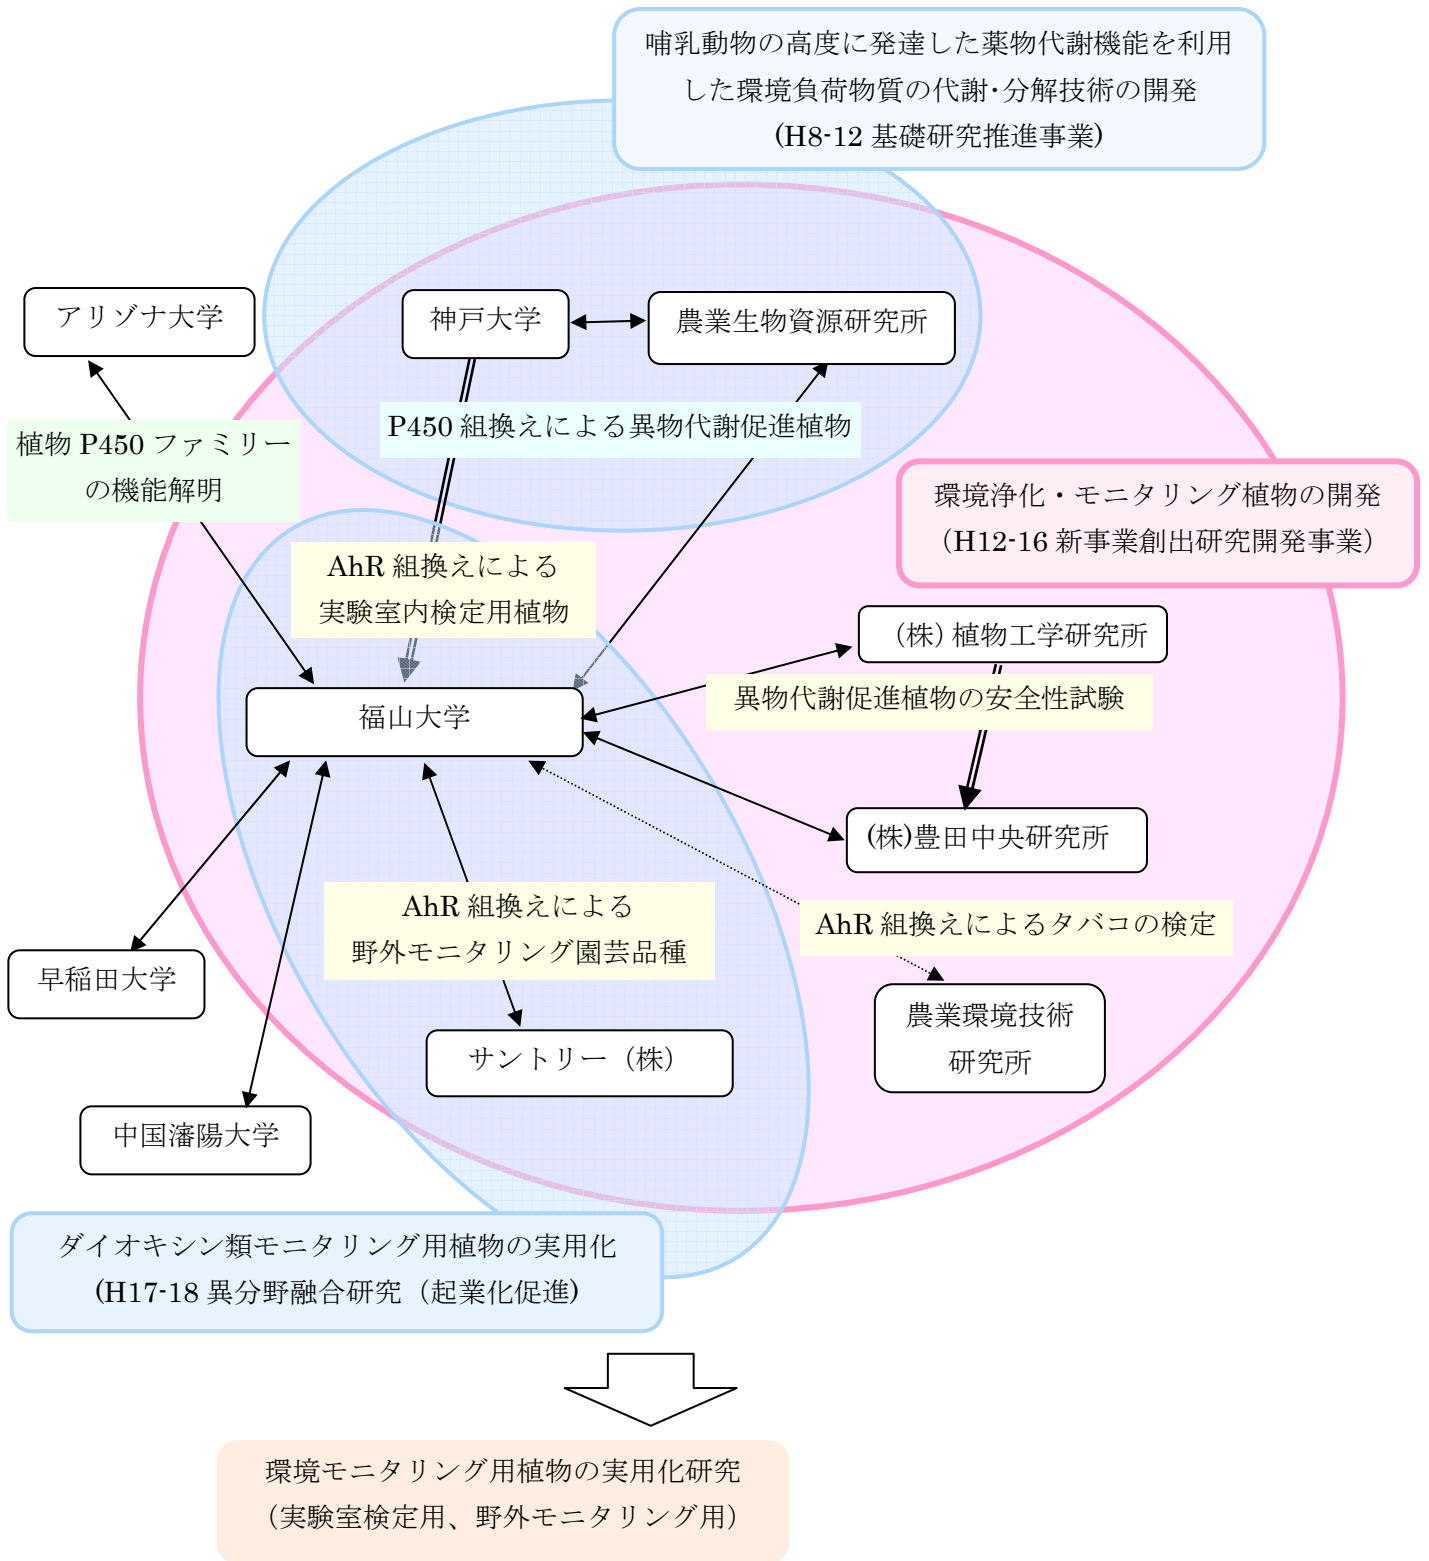 哺乳動物の高度に発達した薬物代謝機能を利用
した環境負荷物質の代謝･分解技術の開発
(H8-12 基礎研究推進事業)
アリゾナ大学
神戸大学
農業生物資源研究所
P450 組換えによる異物代謝促進植物
植物 P450 ファミリー
の機能解明
環境浄化・モニタリング植物の開発
（H12-16 新事業創出研究開発事業）
AhR 組換えによる
実験室内検定用植物
（株）植物工学研究所
異物代謝促進植物の安全性試験
福山大学
(株)豊田中央研究所
AhR 組換えによる
野外モニタリング園芸品種
AhR 組換えによるタバコの検定
早稲田大学
農業環境技術
研究所
サントリー（株）
中国瀋陽大学
ダイオキシン類モニタリング用植物の実用化
(H17-18 異分野融合研究（起業化促進)
環境モニタリング用植物の実用化研究
（実験室検定用、野外モニタリング用）